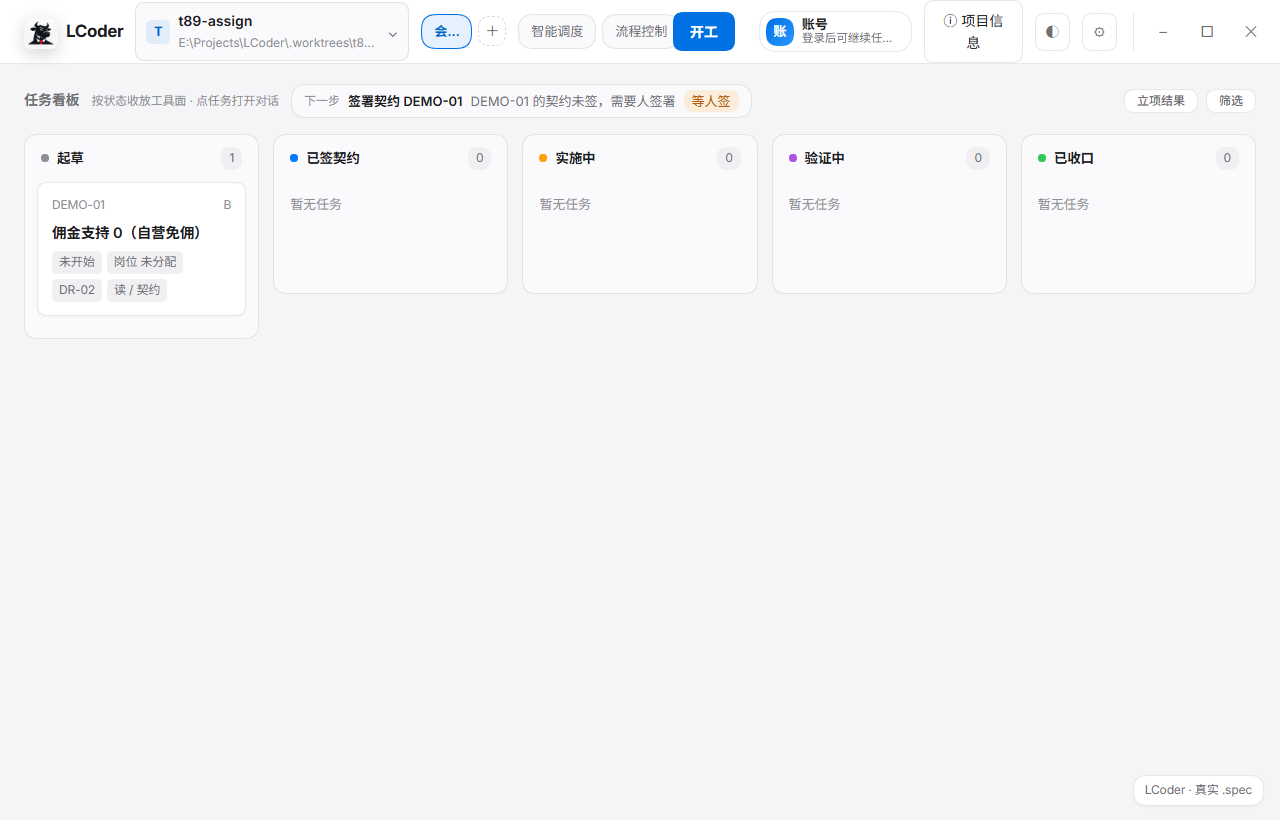 LCoder
T
t89-assign
E:\Projects\LCoder\.worktrees\t8...
会...
+
智能调度
流程控制
开工
账
账号
登录后可继续任...
项目信
息
任务看板
按状态收放工具面 · 点任务打开对话
下一步 签署契约 DEMO-01 DEMO-01 的契约未签，需要人签署 等人签
立项结果
筛选
起草 1
DEMO-01 B
佣金支持 0（自营免佣）
未开始 岗位 未分配
DR-02 读 / 契约
已签契约 0
暂无任务
实施中 0
暂无任务
验证中 0
暂无任务
已收口 0
暂无任务
LCoder · 真实 .spec